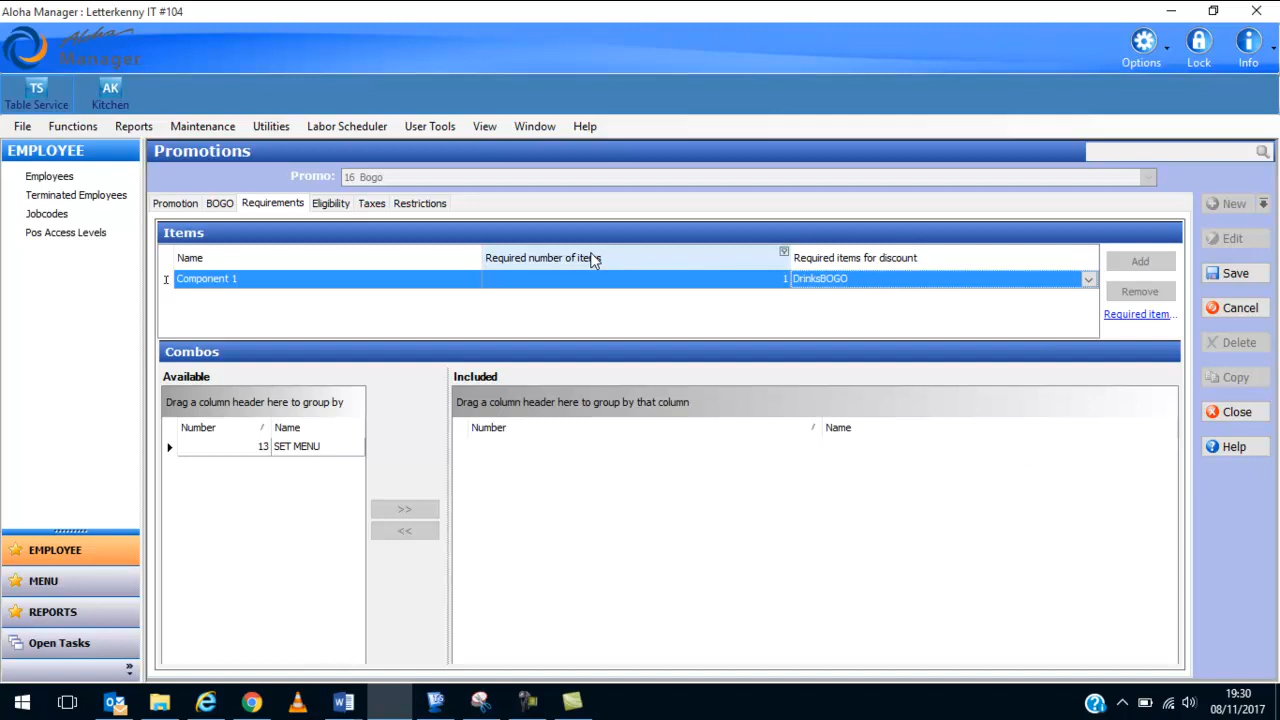 Aloha Manager : Letterkenny IT #104
Aloha
Manager
Options
Lock
Info
TS
Table Service
AK
Kitchen
File Functions Reports Maintenance Utilities Labor Scheduler User Tools View Window Help
EMPLOYEE
Employees
Terminated Employees
Jobcodes
Pos Access Levels
EMPLOYEE
MENU
REPORTS
Open Tasks
»
Promotions
Promo: 16 Bogo
Promotion BOGO Requirements Eligibility Taxes Restrictions
Items
Name Required number of items Required items for discount
Component 1 1 DrinksBOGO
Add
Remove
Required item...
Combos
Available
Drag a column header here to group by
Number / Name
13 SET MENU
>>
<<
Included
Drag a column header here to group by that column
Number / Name
New
Edit
Save
Cancel
Delete
Copy
Close
Help
19:30
08/11/2017